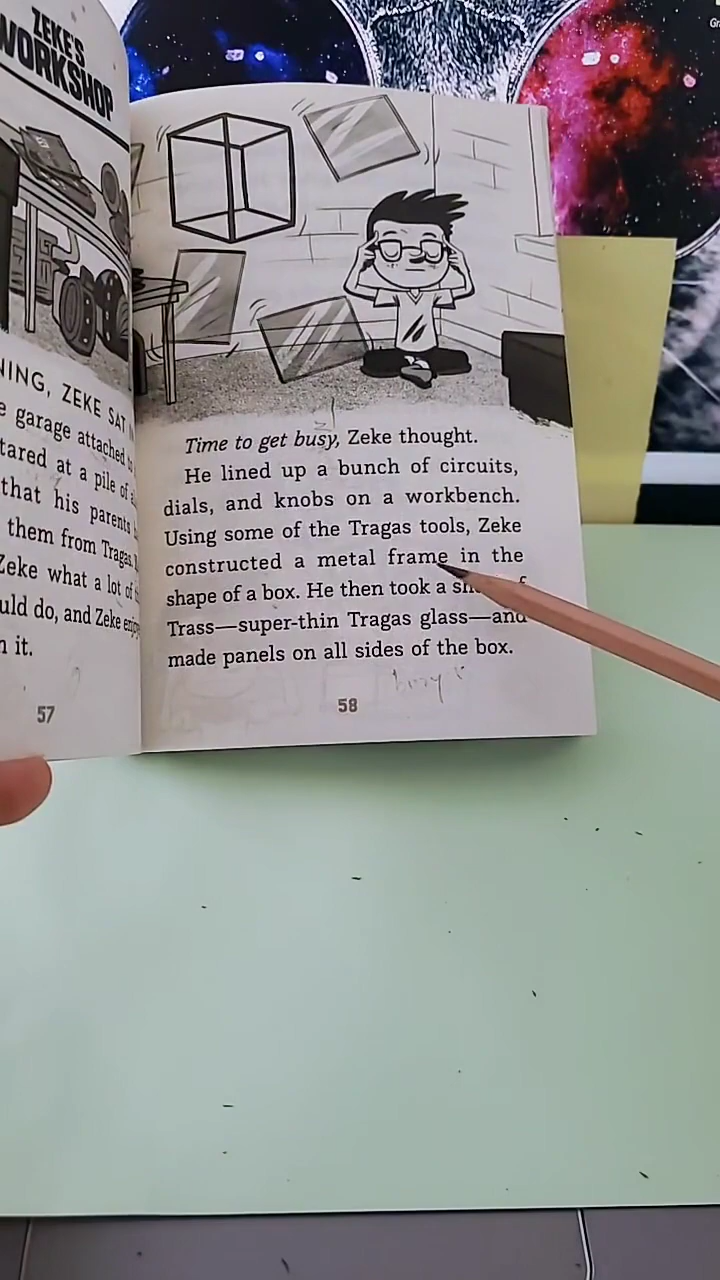 ZEKE'S
WORKSHOP
NING, ZEKE SAT
e garage attached
tared at a pile of
that his parents
them from Tragas
Zeke what a lot of
uld do, and Zeke enjoy
n it.
57
Time to get busy, Zeke thought.
He lined up a bunch of circuits,
dials, and knobs on a workbench.
Using some of the Tragas tools, Zeke
constructed a metal frame in the
shape of a box. He then took a
Trass—super-thin Tragas glass—and
made panels on all sides of the box.
58